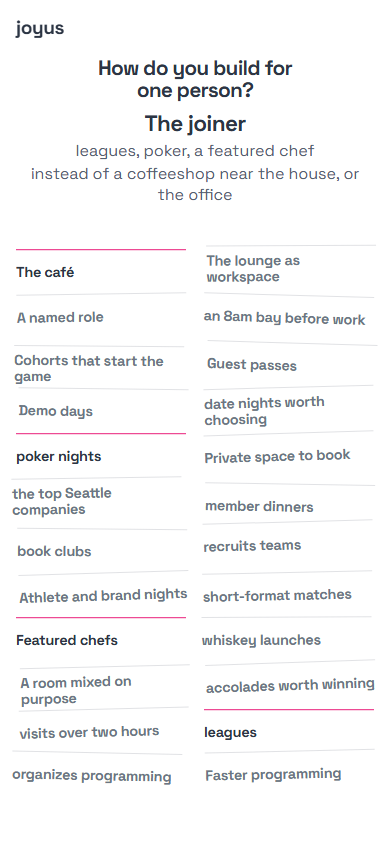 joyus
How do you build for
one person?
The joiner
leagues, poker, a featured chef
instead of a coffeeshop near the house, or
the office
The café
A named role
Cohorts that start the
game
Demo days
poker nights
the top Seattle
companies
book clubs
Athlete and brand nights
Featured chefs
A room mixed on
purpose
visits over two hours
organizes programming
The lounge as
workspace
an 8am bay before work
Guest passes
date nights worth
choosing
Private space to book
member dinners
recruits teams
short-format matches
whiskey launches
accolades worth winning
leagues
Faster programming